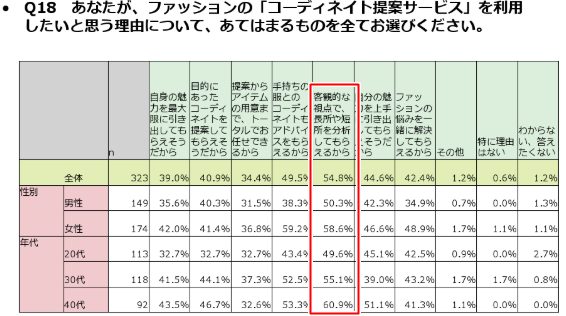 • Q18　あなたが、ファッションの「コーディネイト提案サービス」を利用
したいと思う理由について、あてはまるものを全てお選びください。
n
自身の魅
力を最大
限に引き
出しても
らえそう
だから
目的に
あった
コーディ
ネイトを
提案して
もらえそ
うだから
提案から
アイテム
の用意ま
で、トー
タルでお
任せでき
るから
手持ちの
服との
コーディ
ネイトも
アドバイ
スをもら
えるから
客観的な
視点で、
長所や短
所を分析
してもら
えるから
自分の魅
力を上手
に引き出
してもら
えそうだ
から
ファッ
ションの
悩みを一
緒に解決
してもら
えるから
その他
特に理由
はない
わからな
い、答え
たくない
全体 323 39.0% 40.9% 34.4% 49.5% 54.8% 44.6% 42.4% 1.2% 0.6% 1.2%
性別
男性 149 35.6% 40.3% 31.5% 38.3% 50.3% 42.3% 34.9% 0.7% 0.0% 1.3%
女性 174 42.0% 41.4% 36.8% 59.2% 58.6% 46.6% 48.9% 1.7% 1.1% 1.1%
年代
20代 113 32.7% 32.7% 32.7% 43.4% 49.6% 45.1% 42.5% 0.9% 0.0% 2.7%
30代 118 41.5% 44.1% 37.3% 52.5% 55.1% 39.0% 43.2% 1.7% 1.7% 0.8%
40代 92 43.5% 46.7% 32.6% 53.3% 60.9% 51.1% 41.3% 1.1% 0.0% 0.0%